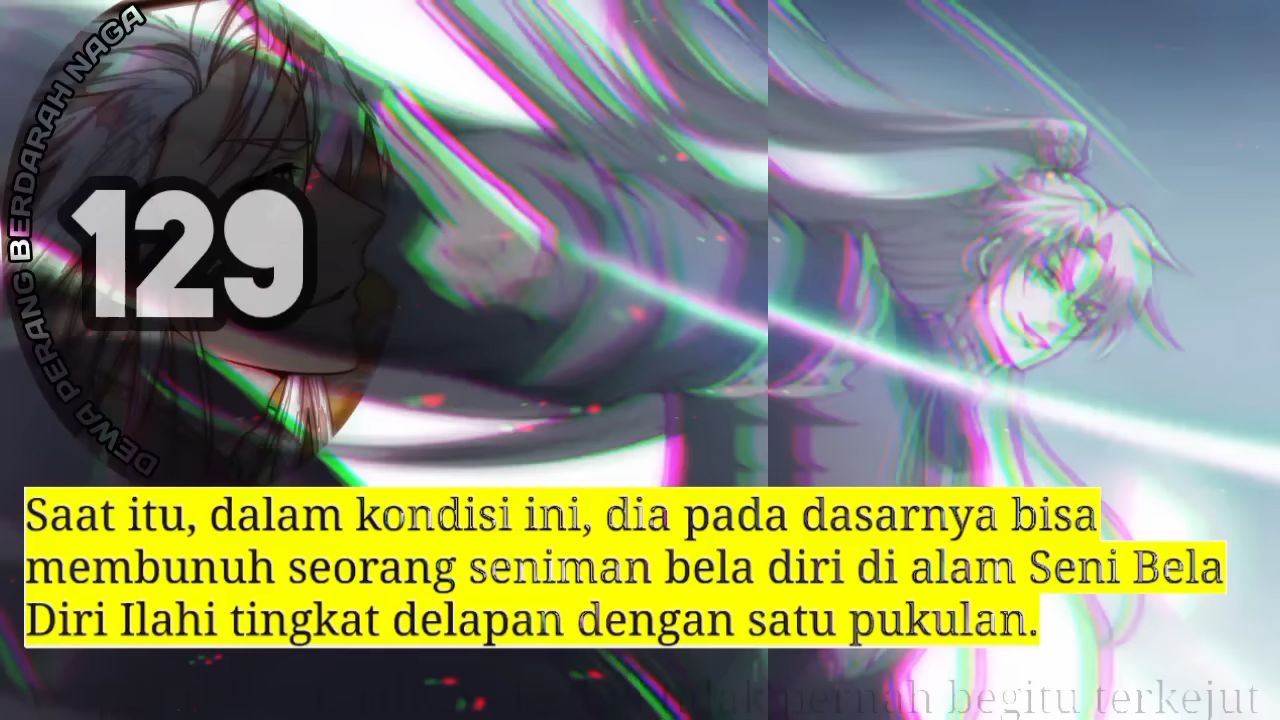 DEWA PERANG BERDARAH NAGA
129
Saat itu, dalam kondisi ini, dia pada dasarnya bisa
membunuh seorang seniman bela diri di alam Seni Bela
Diri Ilahi tingkat delapan dengan satu pukulan.
pernah begitu terkejut